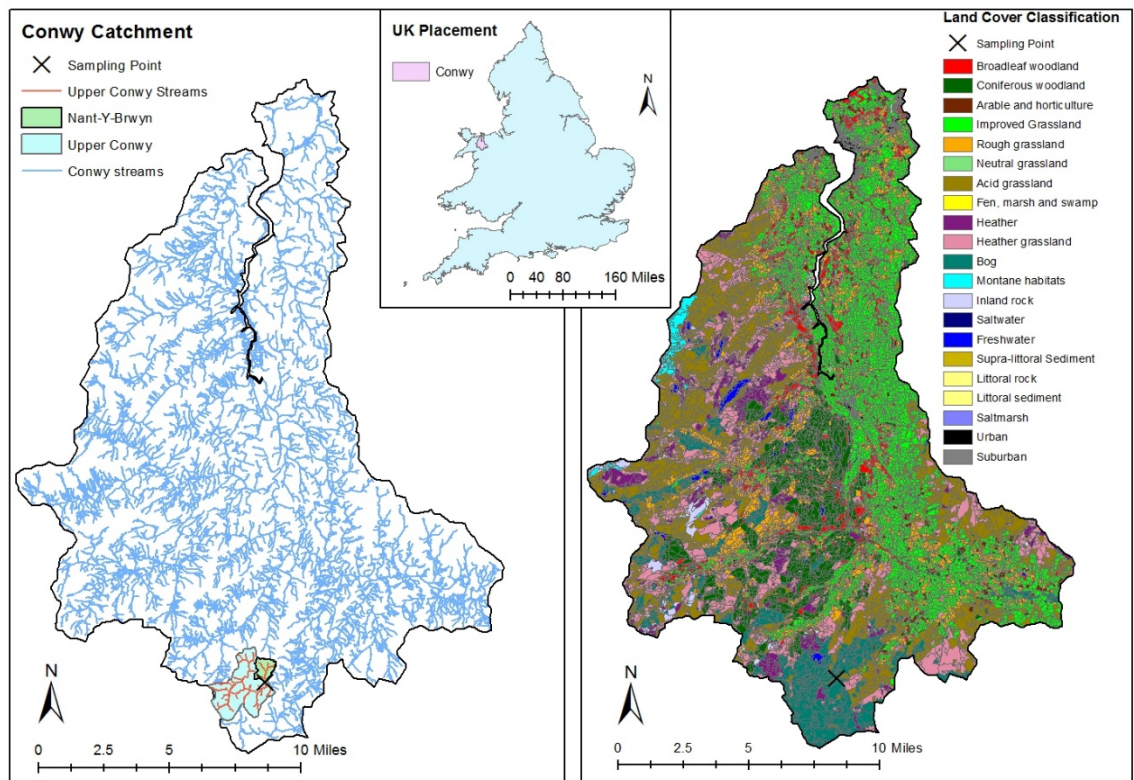 Conwy Catchment
Sampling Point
Upper Conwy Streams
Nant-Y-Brwyn
Upper Conwy
Conwy streams
N
0 2.5 5 10 Miles
UK Placement
Conwy
N
0 40 80 160 Miles
Land Cover Classification
Sampling Point
Broadleaf woodland
Coniferous woodland
Arable and horticulture
Improved Grassland
Rough grassland
Neutral grassland
Acid grassland
Fen, marsh and swamp
Heather
Heather grassland
Bog
Montane habitats
Inland rock
Saltwater
Freshwater
Supra-littoral Sediment
Littoral rock
Littoral sediment
Saltmarsh
Urban
Suburban
N
0 2.5 5 10 Miles